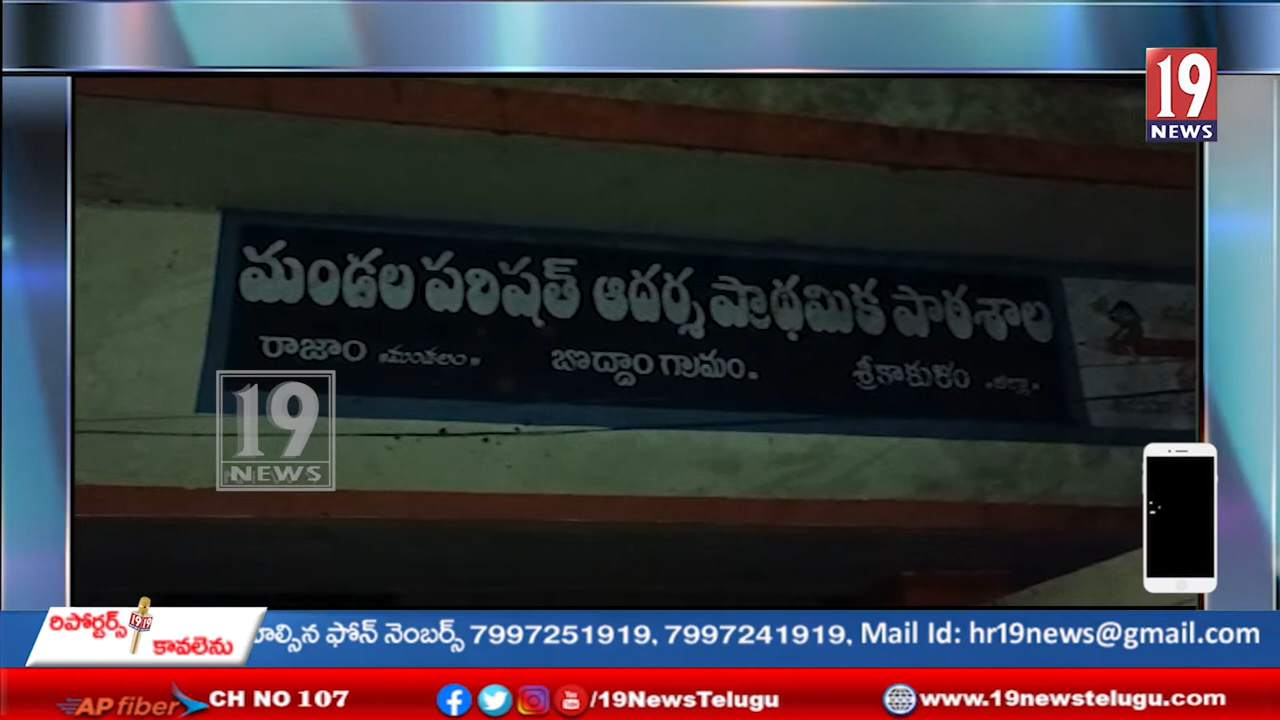 19
NEWS
మండల పరిషత్ ఆదర్శ ప్రాథమిక పాఠశాల
రాజాం మండలం బొద్దాం గ్రామం శ్రీకాకుళం జిల్లా
19
NEWS
రిపోర్టర్స్ కావలెను
ల్సిన ఫోన్ నెంబర్స్ 7997251919, 7997241919, Mail Id: hr19news@gmail.com
AP fiber CH NO 107 /19NewsTelugu www.19newstelugu.com